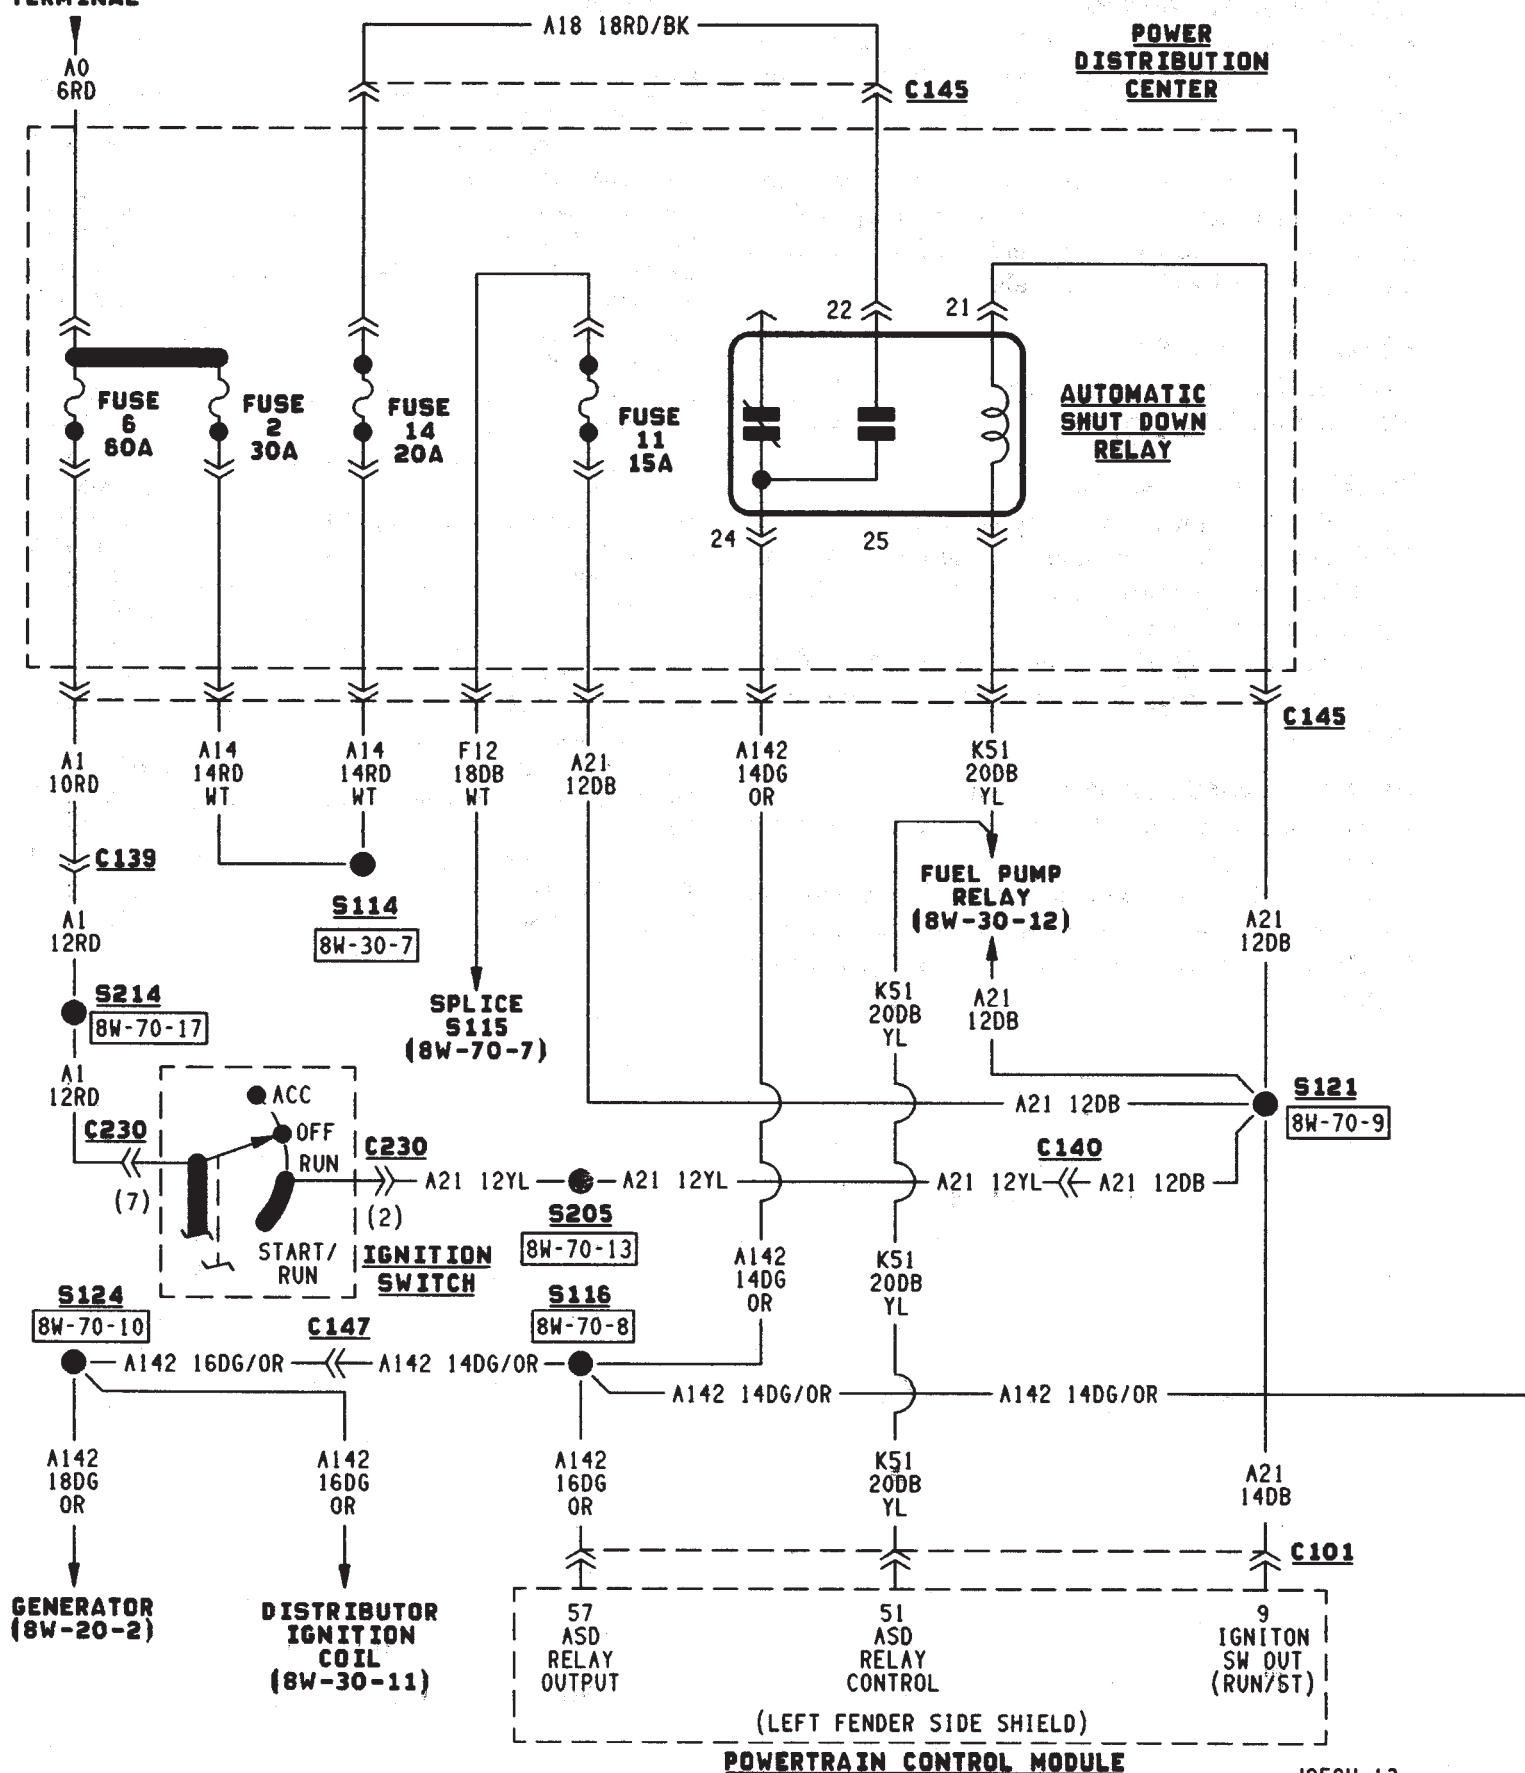 TERMINAL
A0
6RD
A18 18RD/BK
POWER
DISTRIBUTION
CENTER
C145
22
21
FUSE
6
60A
FUSE
2
30A
FUSE
14
20A
FUSE
11
15A
AUTOMATIC
SHUT DOWN
RELAY
24
25
C145
A1
10RD
A14
14RD
WT
A14
14RD
WT
F12
18DB
WT
A21
12DB
A142
14DG
OR
K51
20DB
YL
C139
S114
8W-30-7
FUEL PUMP
RELAY
(8W-30-12)
A1
12RD
A21
12DB
S214
8W-70-17
SPLICE
S115
(8W-70-7)
K51
20DB
YL
A21
12DB
A1
12RD
ACC
OFF
RUN
START/
RUN
C230
(7)
C230
(2)
IGNITION
SWITCH
A21 12YL
A21 12YL
S205
8W-70-13
A21 12DB
S121
8W-70-9
C140
A21 12YL
A21 12DB
A142
14DG
OR
K51
20DB
YL
S124
8W-70-10
C147
S116
8W-70-8
A142 16DG/OR
A142 14DG/OR
A142 14DG/OR
A142 14DG/OR
A142
18DG
OR
A142
16DG
OR
A142
16DG
OR
K51
20DB
YL
A21
14DB
C101
GENERATOR
(8W-20-2)
DISTRIBUTOR
IGNITION
COIL
(8W-30-11)
57
ASD
RELAY
OUTPUT
51
ASD
RELAY
CONTROL
9
IGNITON
SW OUT
(RUN/ST)
(LEFT FENDER SIDE SHIELD)
POWERTRAIN CONTROL MODULE